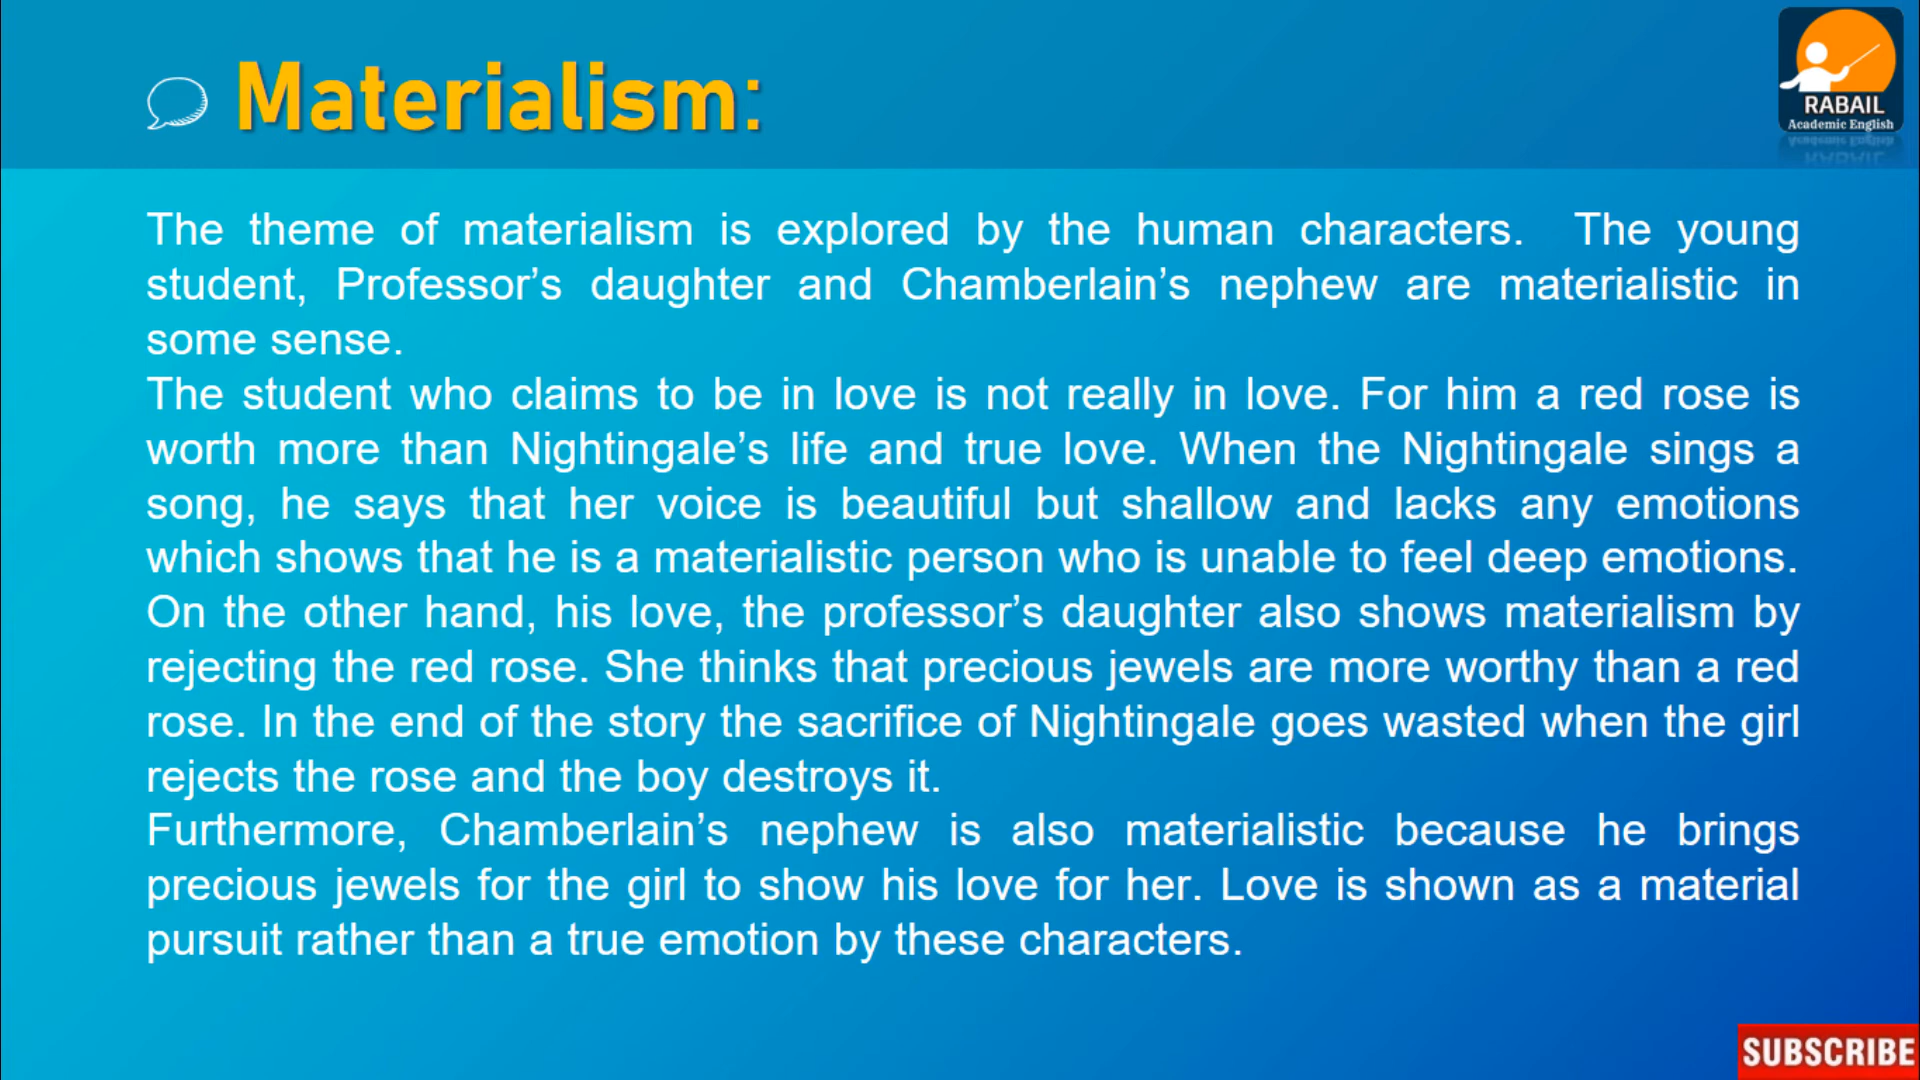 Materialism:
RABAIL
Academic English
The theme of materialism is explored by the human characters. The young
student, Professor’s daughter and Chamberlain’s nephew are materialistic in
some sense.
The student who claims to be in love is not really in love. For him a red rose is
worth more than Nightingale’s life and true love. When the Nightingale sings a
song, he says that her voice is beautiful but shallow and lacks any emotions
which shows that he is a materialistic person who is unable to feel deep emotions.
On the other hand, his love, the professor’s daughter also shows materialism by
rejecting the red rose. She thinks that precious jewels are more worthy than a red
rose. In the end of the story the sacrifice of Nightingale goes wasted when the girl
rejects the rose and the boy destroys it.
Furthermore, Chamberlain’s nephew is also materialistic because he brings
precious jewels for the girl to show his love for her. Love is shown as a material
pursuit rather than a true emotion by these characters.
SUBSCRIBE